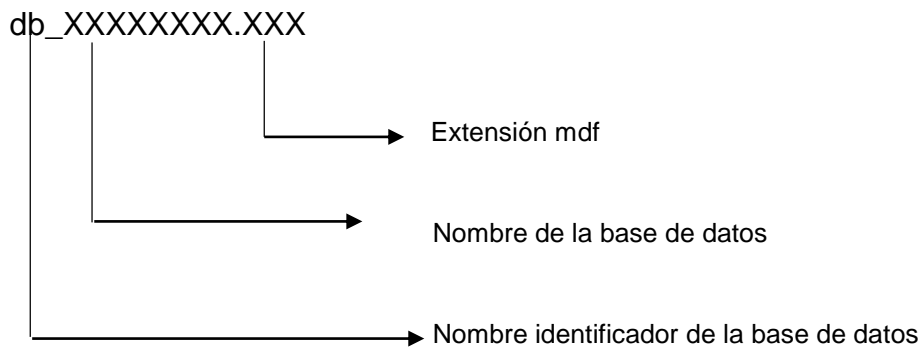 db_XXXXXXXX.XXX
Extensión mdf
Nombre de la base de datos
Nombre identificador de la base de datos